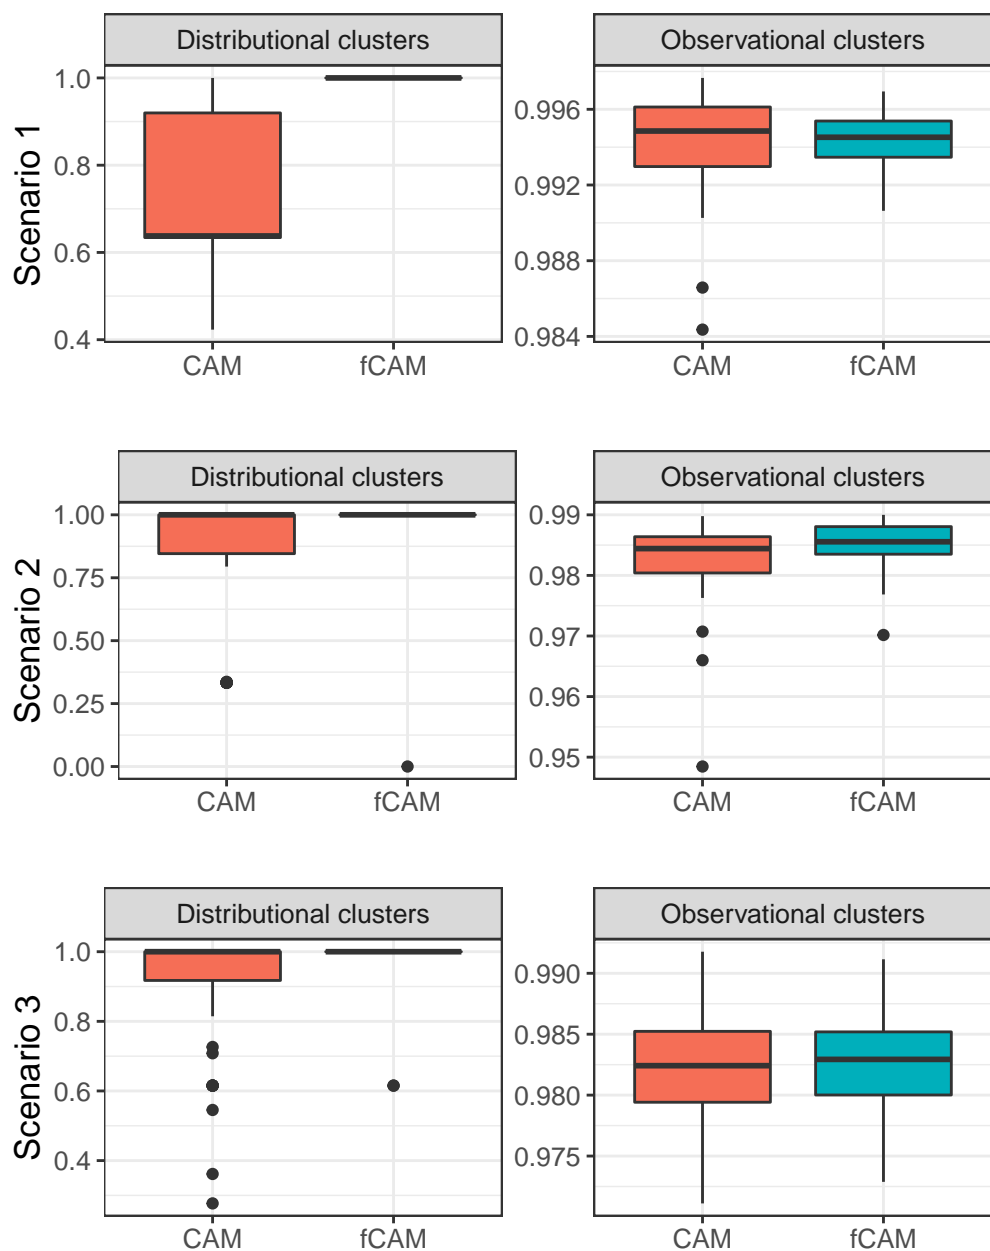 Distributional clusters
Observational clusters
Scenario 1
1.0
0.8
0.6
0.4
CAM
fCAM
0.996
0.992
0.988
0.984
CAM
fCAM
Distributional clusters
Observational clusters
Scenario 2
1.00
0.75
0.50
0.25
0.00
CAM
fCAM
0.99
0.98
0.97
0.96
0.95
CAM
fCAM
Distributional clusters
Observational clusters
Scenario 3
1.0
0.8
0.6
0.4
CAM
fCAM
0.990
0.985
0.980
0.975
CAM
fCAM